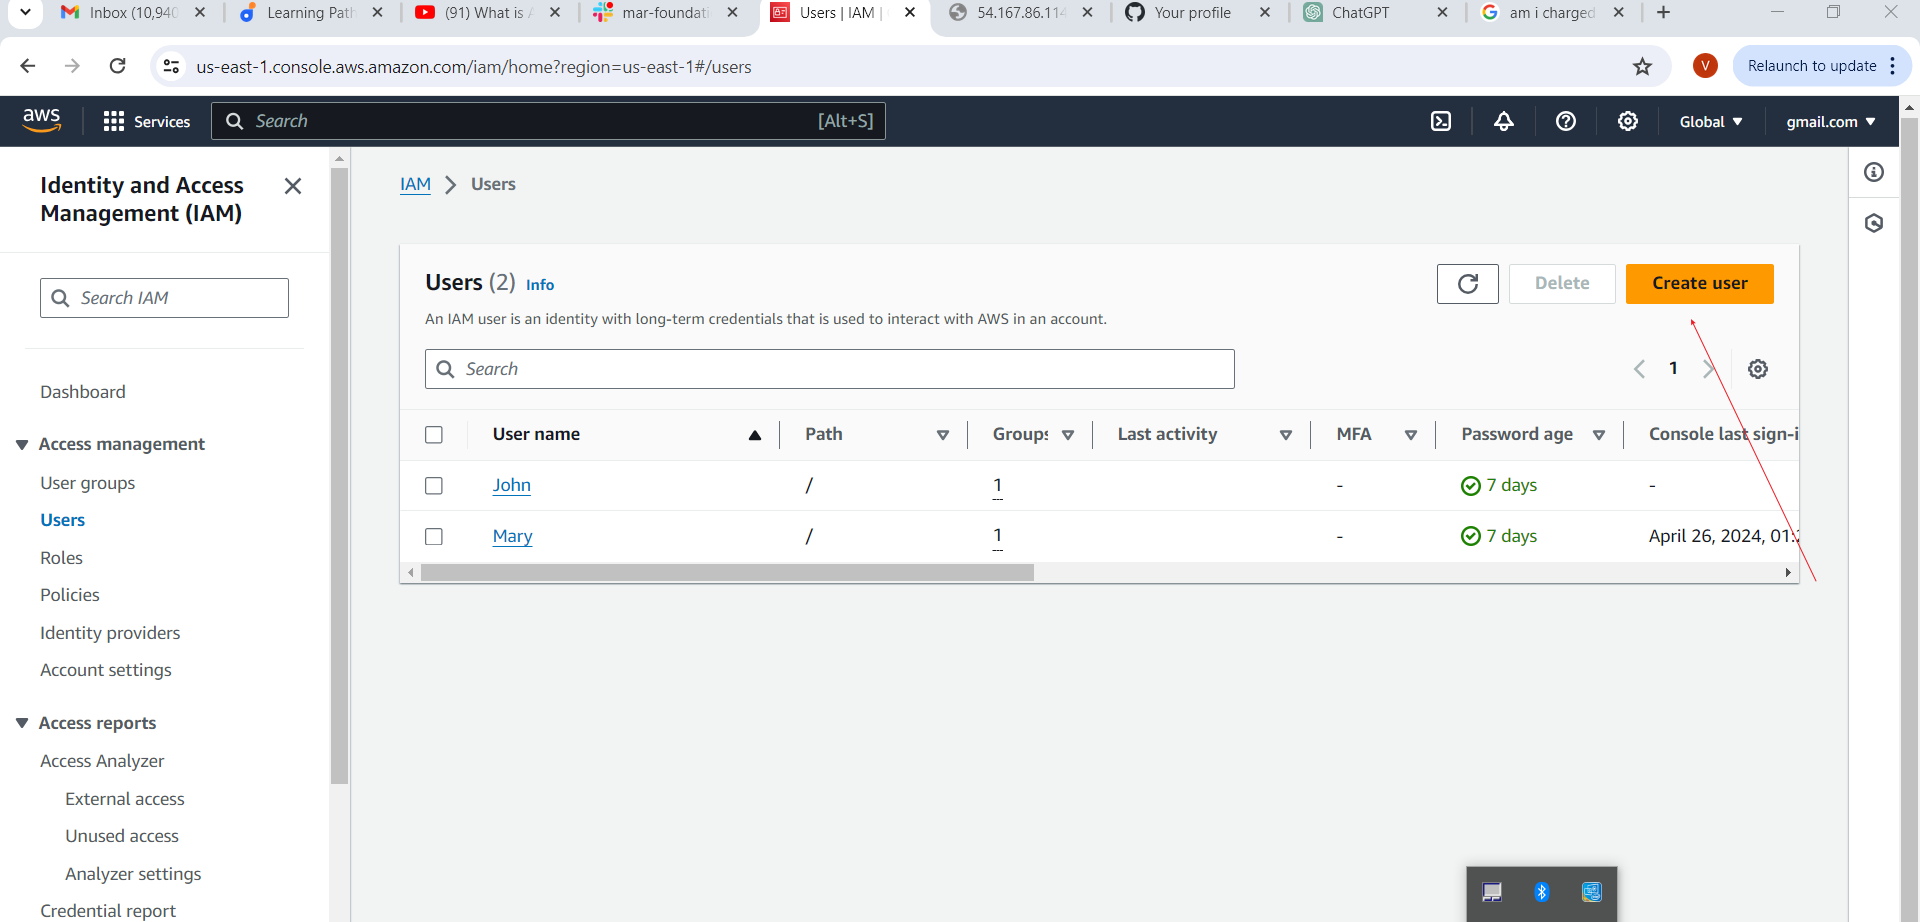 Inbox (10,940
Learning Path
(91) What is
mar-foundati
Users | IAM |
54.167.86.114
Your profile
ChatGPT
am i charged
us-east-1.console.aws.amazon.com/iam/home?region=us-east-1#/users
V
Relaunch to update
aws
Services
Search
[Alt+S]
Global
gmail.com
Identity and Access
Management (IAM)
Search IAM
Dashboard
Access management
User groups
Users
Roles
Policies
Identity providers
Account settings
Access reports
Access Analyzer
External access
Unused access
Analyzer settings
Credential report
IAM > Users
Users (2) Info
Delete
Create user
An IAM user is an identity with long-term credentials that is used to interact with AWS in an account.
Search
1
User name Path Groups Last activity MFA Password age Console last sign-i
John / 1 - 7 days -
Mary / 1 - 7 days April 26, 2024, 01: